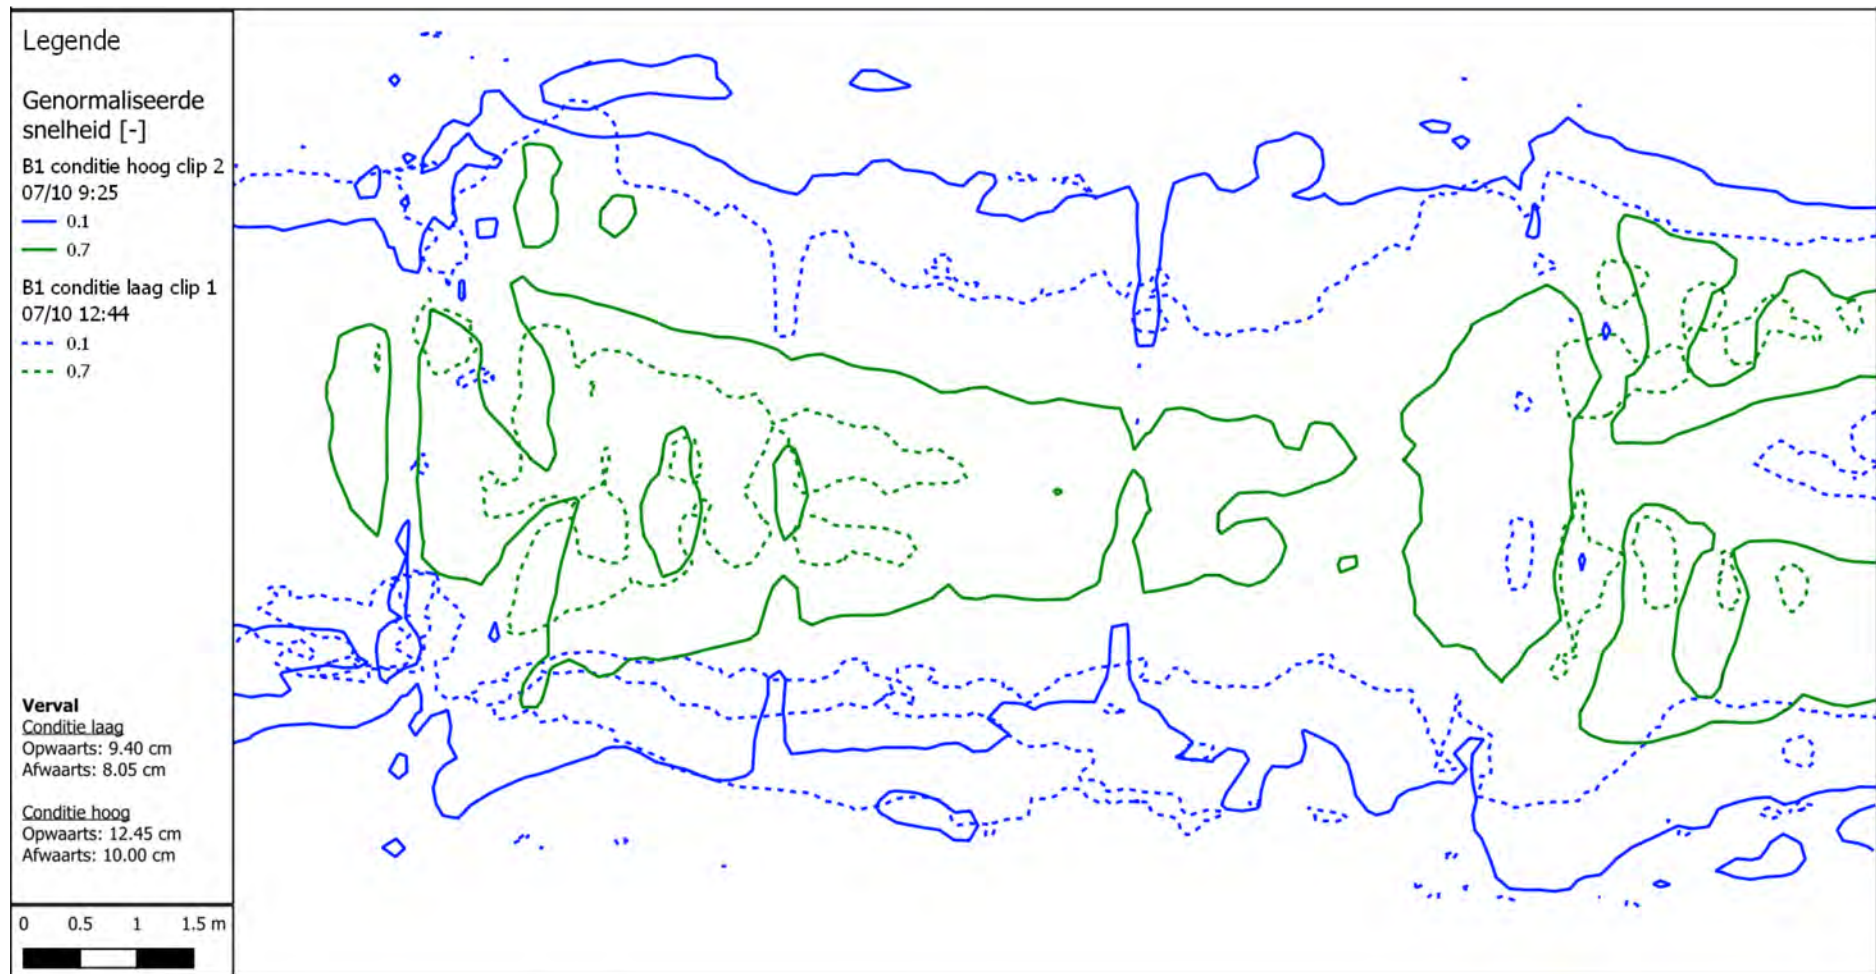 Legende
Genormaliseerde
snelheid [-]
B1 conditie hoog clip 2
07/10 9:25
0.1
0.7
B1 conditie laag clip 1
07/10 12:44
0.1
0.7
Verval
Conditie laag
Opwaarts: 9.40 cm
Afwaarts: 8.05 cm
Conditie hoog
Opwaarts: 12.45 cm
Afwaarts: 10.00 cm
0 0.5 1 1.5 m